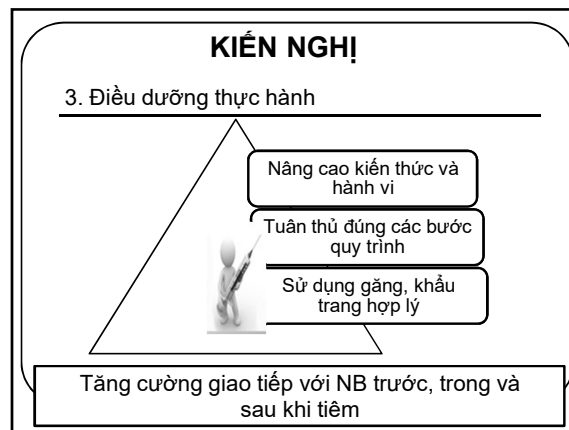 KIẾN NGHỊ
3. Điều dưỡng thực hành
Nâng cao kiến thức và
hành vi
Tuân thủ đúng các bước
quy trình
Sử dụng găng, khẩu
trang hợp lý
Tăng cường giao tiếp với NB trước, trong và
sau khi tiêm